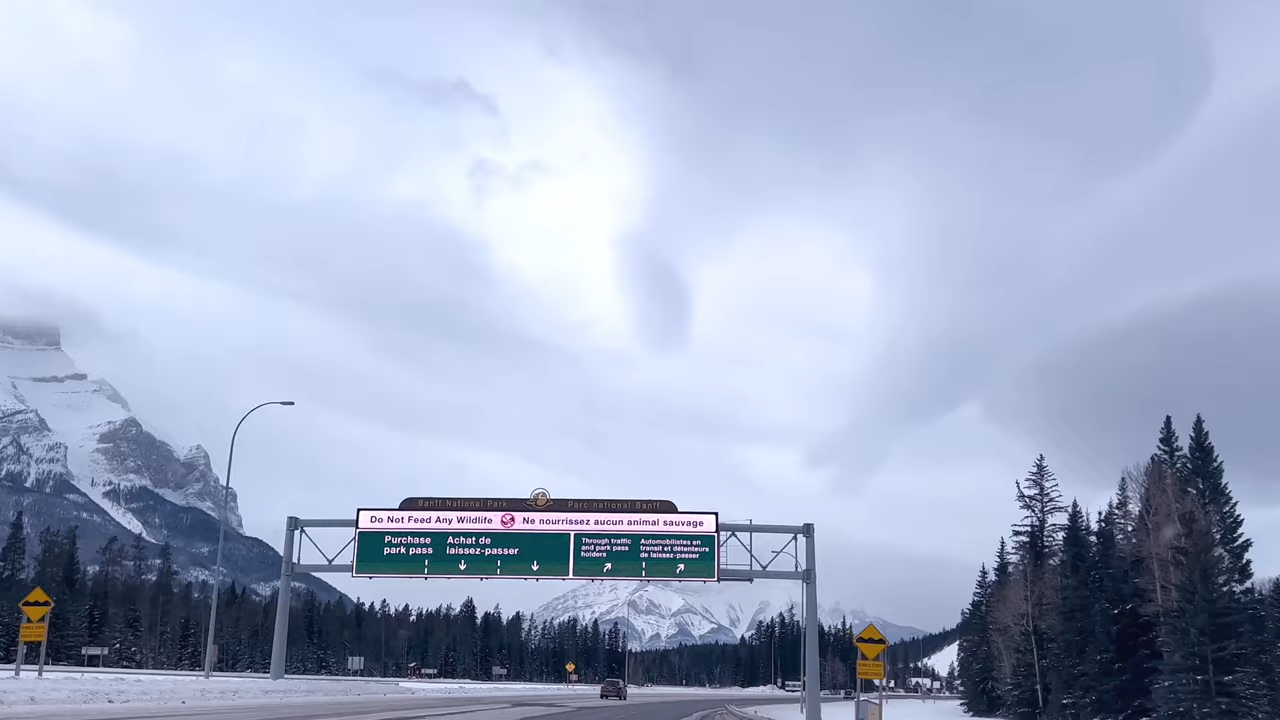 Banff National Park Parc national Banff
Do Not Feed Any Wildlife Ne nourrissez aucun animal sauvage
Purchase
park pass
Achat de
laissez-passer
Through traffic
and park pass
holders
Automobilistes en
transit et détenteurs
de laissez-passer